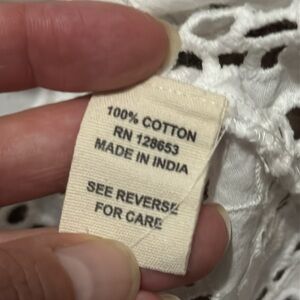 100% COTTON
RN 128653
MADE IN INDIA
SEE REVERSE
FOR CARE